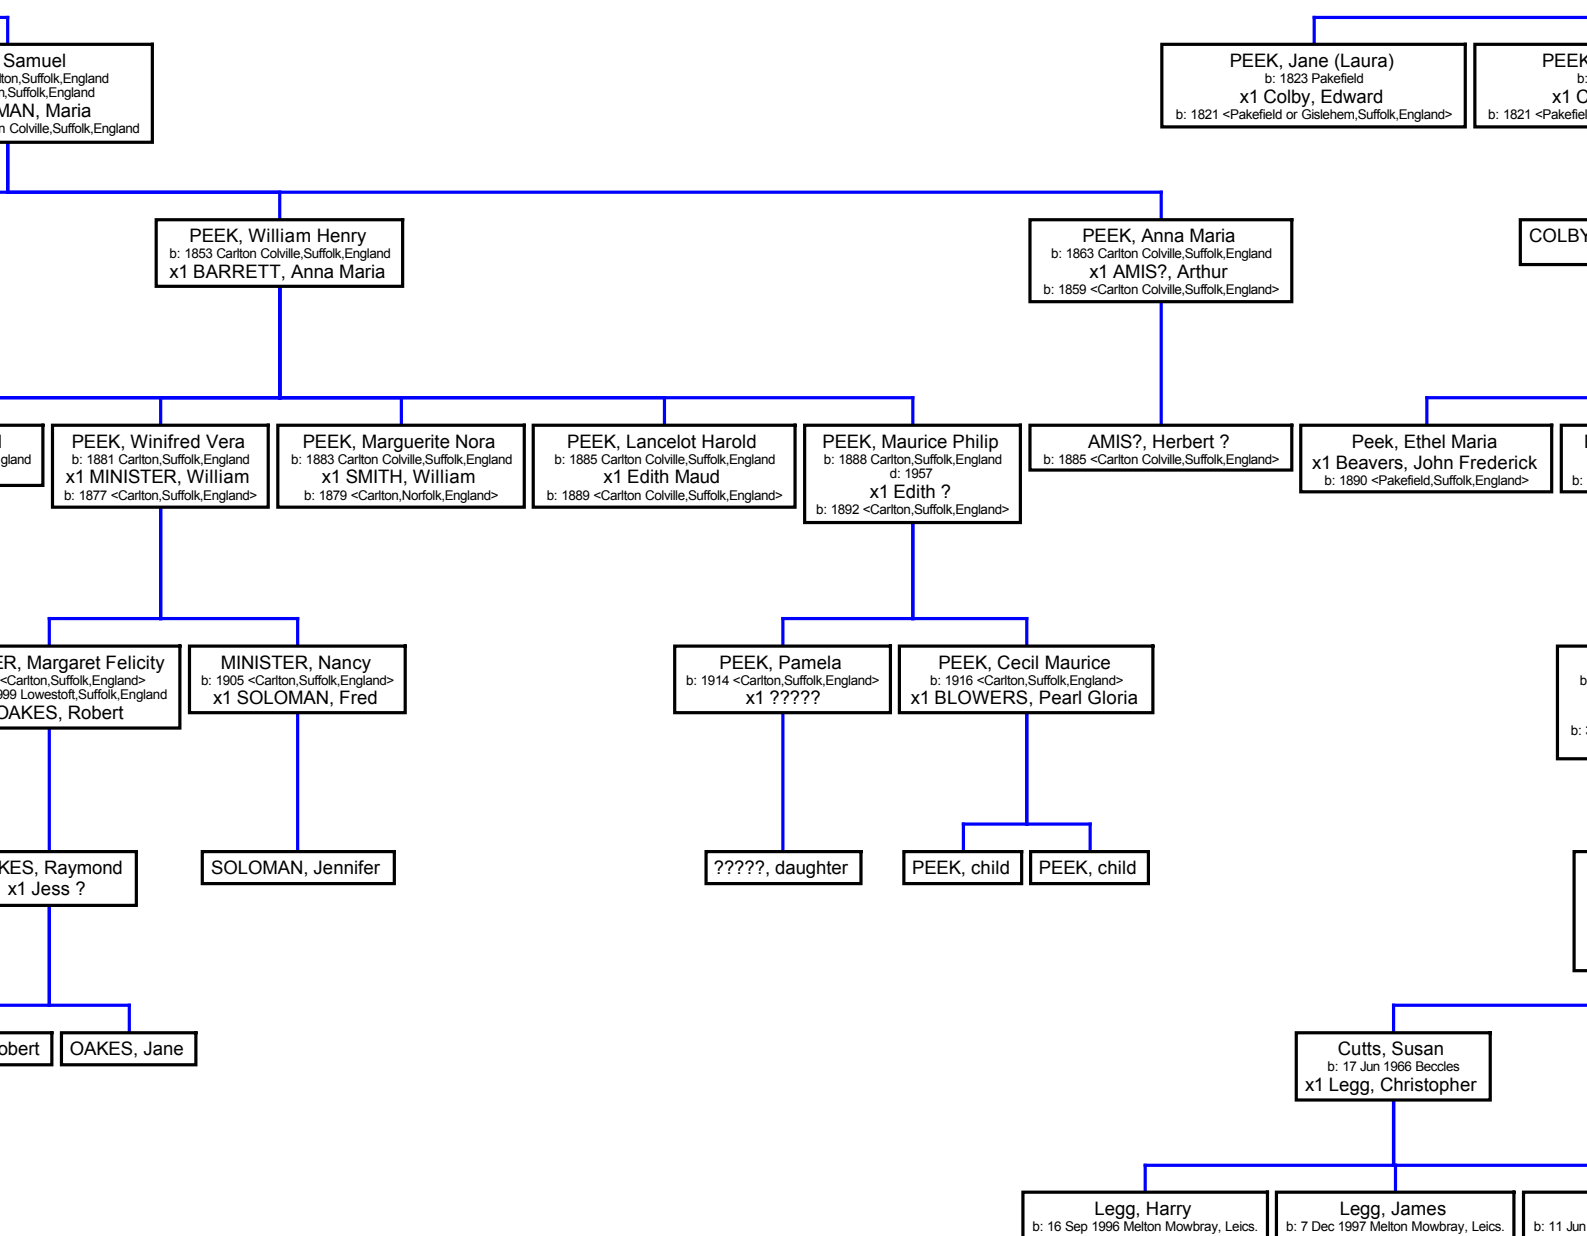 Samuel
Suffolk,England
Suffolk,England
Maria
Colville,Suffolk,England
PEEK, Jane (Laura)
b: 1823 Pakefield
x1 Colby, Edward
b: 1821 <Pakefield or Gislehem,Suffolk,England>
PEEK
b:
x1
b: 1821
PEEK, William Henry
b: 1853 Carlton Colville,Suffolk,England
x1 BARRETT, Anna Maria
PEEK, Anna Maria
b: 1863 Carlton Colville,Suffolk,England
x1 AMIS?, Arthur
b: 1859 <Carlton Colville,Suffolk,England>
COLBY
PEEK, Winifred Vera
b: 1881 Carlton,Suffolk,England
x1 MINISTER, William
b: 1877 <Carlton,Suffolk,England>
PEEK, Marguerite Nora
b: 1883 Carlton Colville,Suffolk,England
x1 SMITH, William
b: 1879 <Carlton,Norfolk,England>
PEEK, Lancelot Harold
b: 1885 Carlton Colville,Suffolk,England
x1 Edith Maud
b: 1889 <Carlton Colville,Suffolk,England>
PEEK, Maurice Philip
b: 1888 Carlton,Suffolk,England
d: 1957
x1 Edith ?
b: 1892 <Carlton,Suffolk,England>
AMIS?, Herbert ?
b: 1885 <Carlton Colville,Suffolk,England>
Peek, Ethel Maria
x1 Beavers, John Frederick
b: 1890 <Pakefield,Suffolk,England>
b:
Margaret Felicity
<Carlton,Suffolk,England>
Lowestoft,Suffolk,England
OAKES, Robert
MINISTER, Nancy
b: 1905 <Carlton,Suffolk,England>
x1 SOLOMAN, Fred
PEEK, Pamela
b: 1914 <Carlton,Suffolk,England>
x1 ?????
PEEK, Cecil Maurice
b: 1916 <Carlton,Suffolk,England>
x1 BLOWERS, Pearl Gloria
b:
Raymond
x1 Jess ?
SOLOMAN, Jennifer
?????, daughter
PEEK, child
PEEK, child
OAKES, Jane
Cutts, Susan
b: 17 Jun 1966 Beccles
x1 Legg, Christopher
Legg, Harry
b: 16 Sep 1996 Melton Mowbray, Leics.
Legg, James
b: 7 Dec 1997 Melton Mowbray, Leics.
b: 11 Jun